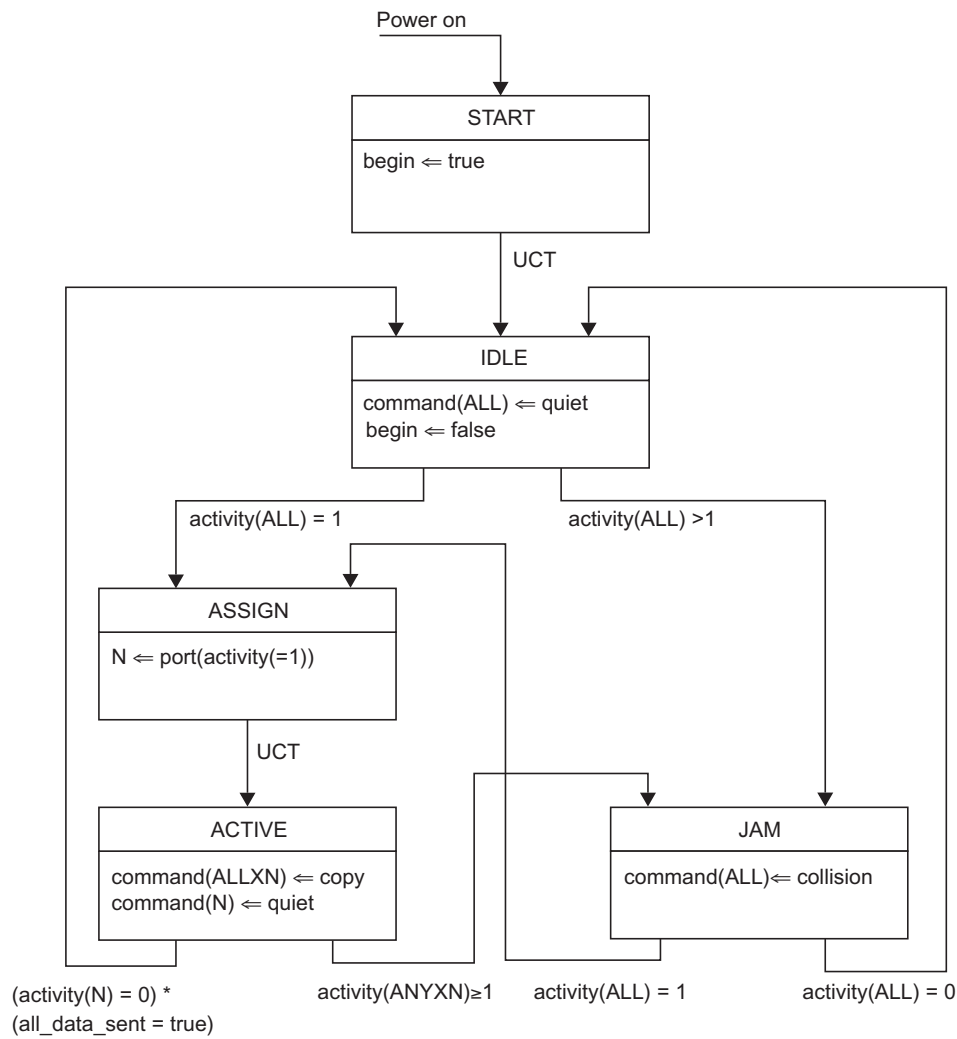 Power on
START
begin ⇐ true
UCT
IDLE
command(ALL) ⇐ quiet
begin ⇐ false
activity(ALL) = 1
activity(ALL) >1
ASSIGN
N ⇐ port(activity(=1))
UCT
ACTIVE
command(ALLXN) ⇐ copy
command(N) ⇐ quiet
JAM
command(ALL)⇐ collision
(activity(N) = 0) *
(all_data_sent = true)
activity(ANYXN)≥1
activity(ALL) = 1
activity(ALL) = 0